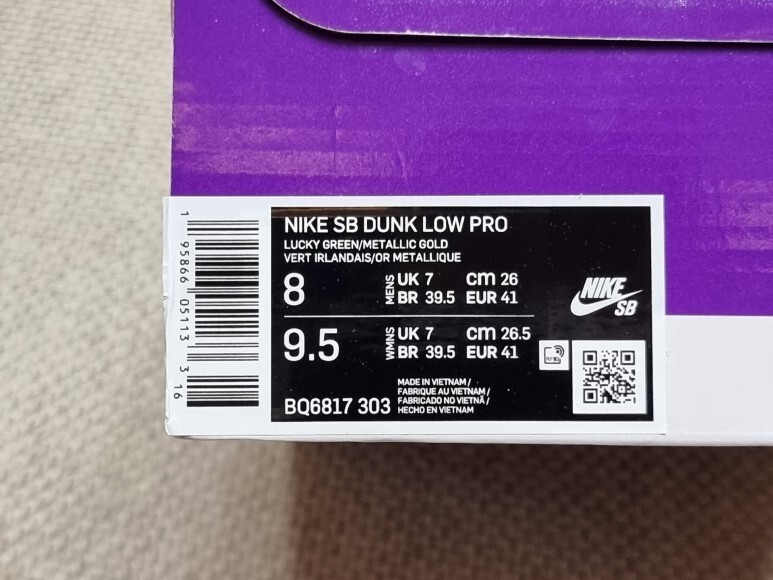 NIKE SB DUNK LOW PRO
LUCKY GREEN/METALLIC GOLD
VERT IRLANDAIS/OR METALLIQUE
8 MENS UK 7 cm 26
BR 39.5 EUR 41
NIKE SB
9.5 WMNS UK 7 cm 26.5
BR 39.5 EUR 41
BQ6817 303
MADE IN VIETNAM /
FABRIQUE AU VIETNAM /
FABRICADO NO VIETNÃ /
HECHO EN VIETNAM
1 95866 05113 3 16